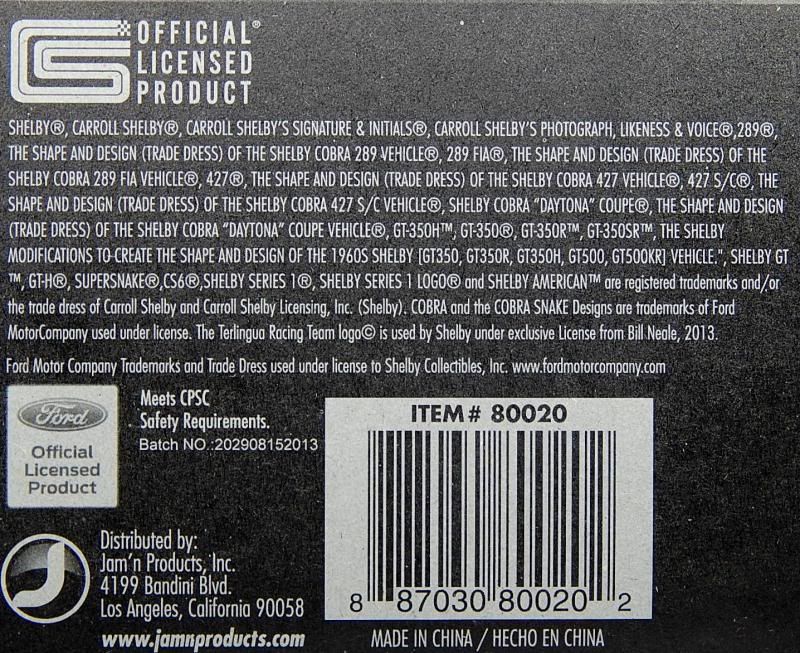 OFFICIAL®
LICENSED
PRODUCT
SHELBY®, CARROLL SHELBY®, CARROLL SHELBY'S SIGNATURE & INITIALS®, CARROLL SHELBY'S PHOTOGRAPH, LIKENESS & VOICE®,289®,
THE SHAPE AND DESIGN (TRADE DRESS) OF THE SHELBY COBRA 289 VEHICLE®, 289 FIA®, THE SHAPE AND DESIGN (TRADE DRESS) OF THE
SHELBY COBRA 289 FIA VEHICLE®, 427®, THE SHAPE AND DESIGN (TRADE DRESS) OF THE SHELBY COBRA 427 VEHICLE®, 427 S/C®, THE
SHAPE AND DESIGN (TRADE DRESS) OF THE SHELBY COBRA 427 S/C VEHICLE®, SHELBY COBRA "DAYTONA" COUPE®, THE SHAPE AND DESIGN
(TRADE DRESS) OF THE SHELBY COBRA "DAYTONA" COUPE VEHICLE®, GT-350H™, GT-350®, GT-350R™, GT-350SR™, THE SHELBY
MODIFICATIONS TO CREATE THE SHAPE AND DESIGN OF THE 1960S SHELBY [GT350, GT350R, GT350H, GT500, GT500KR] VEHICLE.", SHELBY GT
™, GT-H®, SUPERSNAKE®,CS6®,SHELBY SERIES 1®, SHELBY SERIES 1 LOGO® and SHELBY AMERICAN™ are registered trademarks and/or
the trade dress of Carroll Shelby and Carroll Shelby Licensing, Inc. (Shelby). COBRA and the COBRA SNAKE Designs are trademarks of Ford
MotorCompany used under license. The Terlingua Racing Team logo© is used by Shelby under exclusive License from Bill Neale, 2013.
Ford Motor Company Trademarks and Trade Dress used under license to Shelby Collectibles, Inc. www.fordmotorcompany.com
Ford
Official
Licensed
Product
Meets CPSC
Safety Requirements.
Batch NO.:202908152013
ITEM# 80020
8 87030 80020 2
Distributed by:
Jam'n Products, Inc.
4199 Bandini Blvd.
Los Angeles, California 90058
www.jamnproducts.com
MADE IN CHINA / HECHO EN CHINA